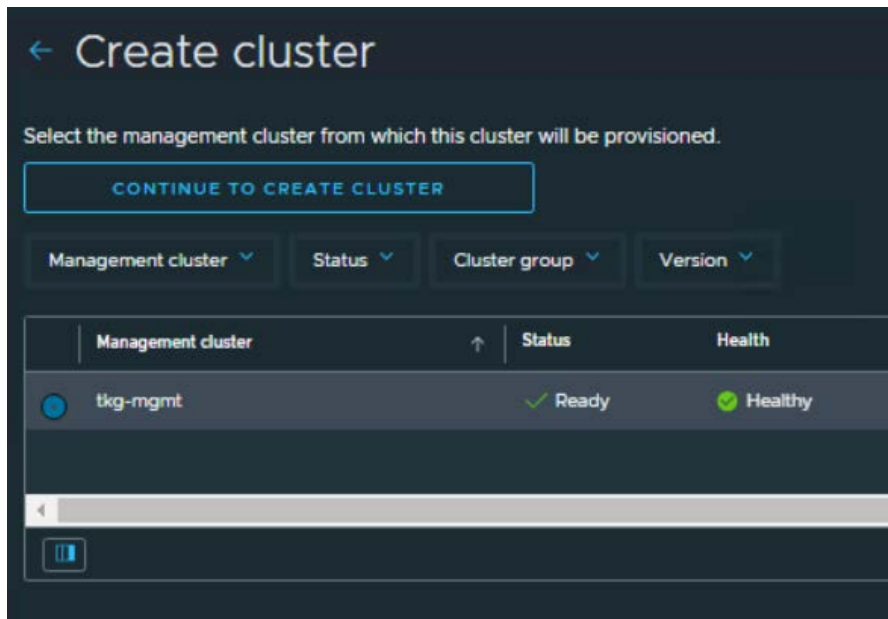 Create cluster
Select the management cluster from which this cluster will be provisioned.
CONTINUE TO CREATE CLUSTER
Management cluster Status Cluster group Version
Management cluster Status Health
tkg-mgmt Ready Healthy